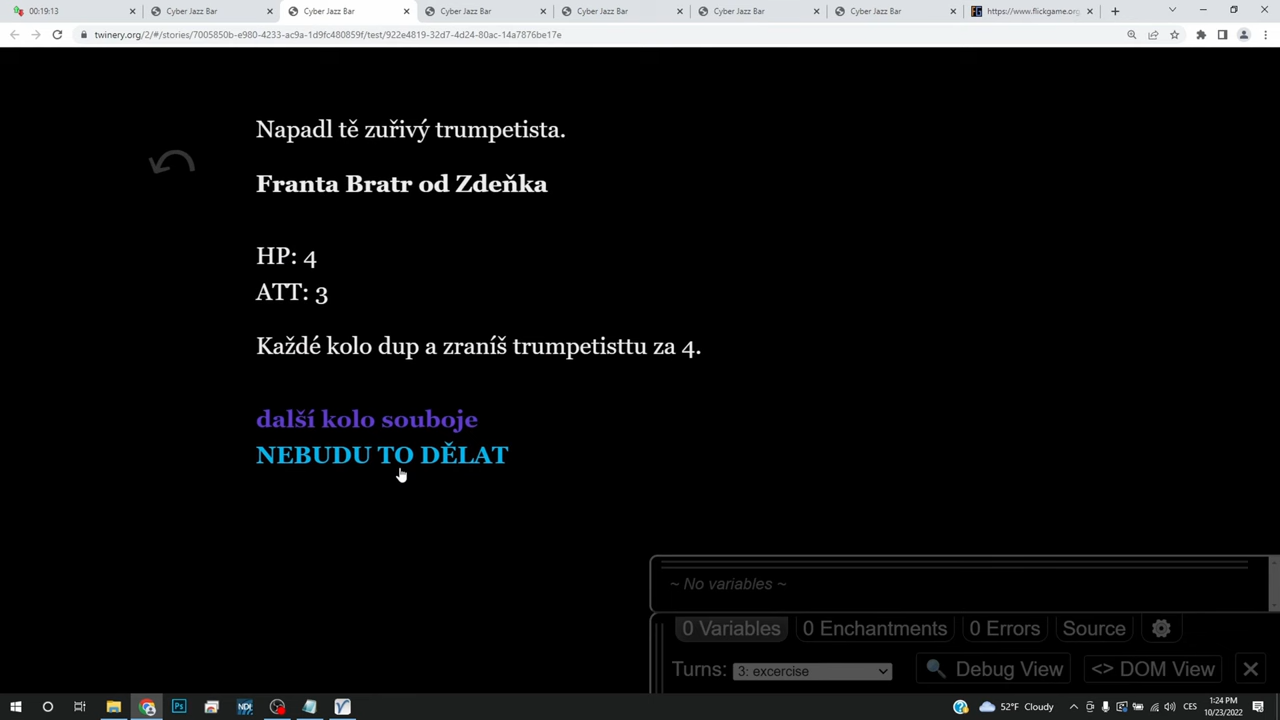 00:19:13
Cyber Jazz Bar
Cyber Jazz Bar
Cyber Jazz Bar
Cyber Jazz Bar
Cyber Jazz Bar
Cyber Jazz Bar
https://www.flickgame.org
twinery.org/2/#/stories/7005850b-e980-4233-ac9a-1d9fc480859f/test/922e4819-32d7-4d24-80ac-14a7876be17e
Napadl tě zuřivý trumpetista.
Franta Bratr od Zdeňka
HP: 4
ATT: 3
Každé kolo dup a zraníš trumpetisttu za 4.
další kolo souboje
NEBUDU TO DĚLAT
~ No variables ~
0 Variables
0 Enchantments
0 Errors
Source
Turns:
3: excercise
Debug View
<> DOM View
Ps
NDI
52°F Cloudy
CES
1:24 PM
10/23/2022